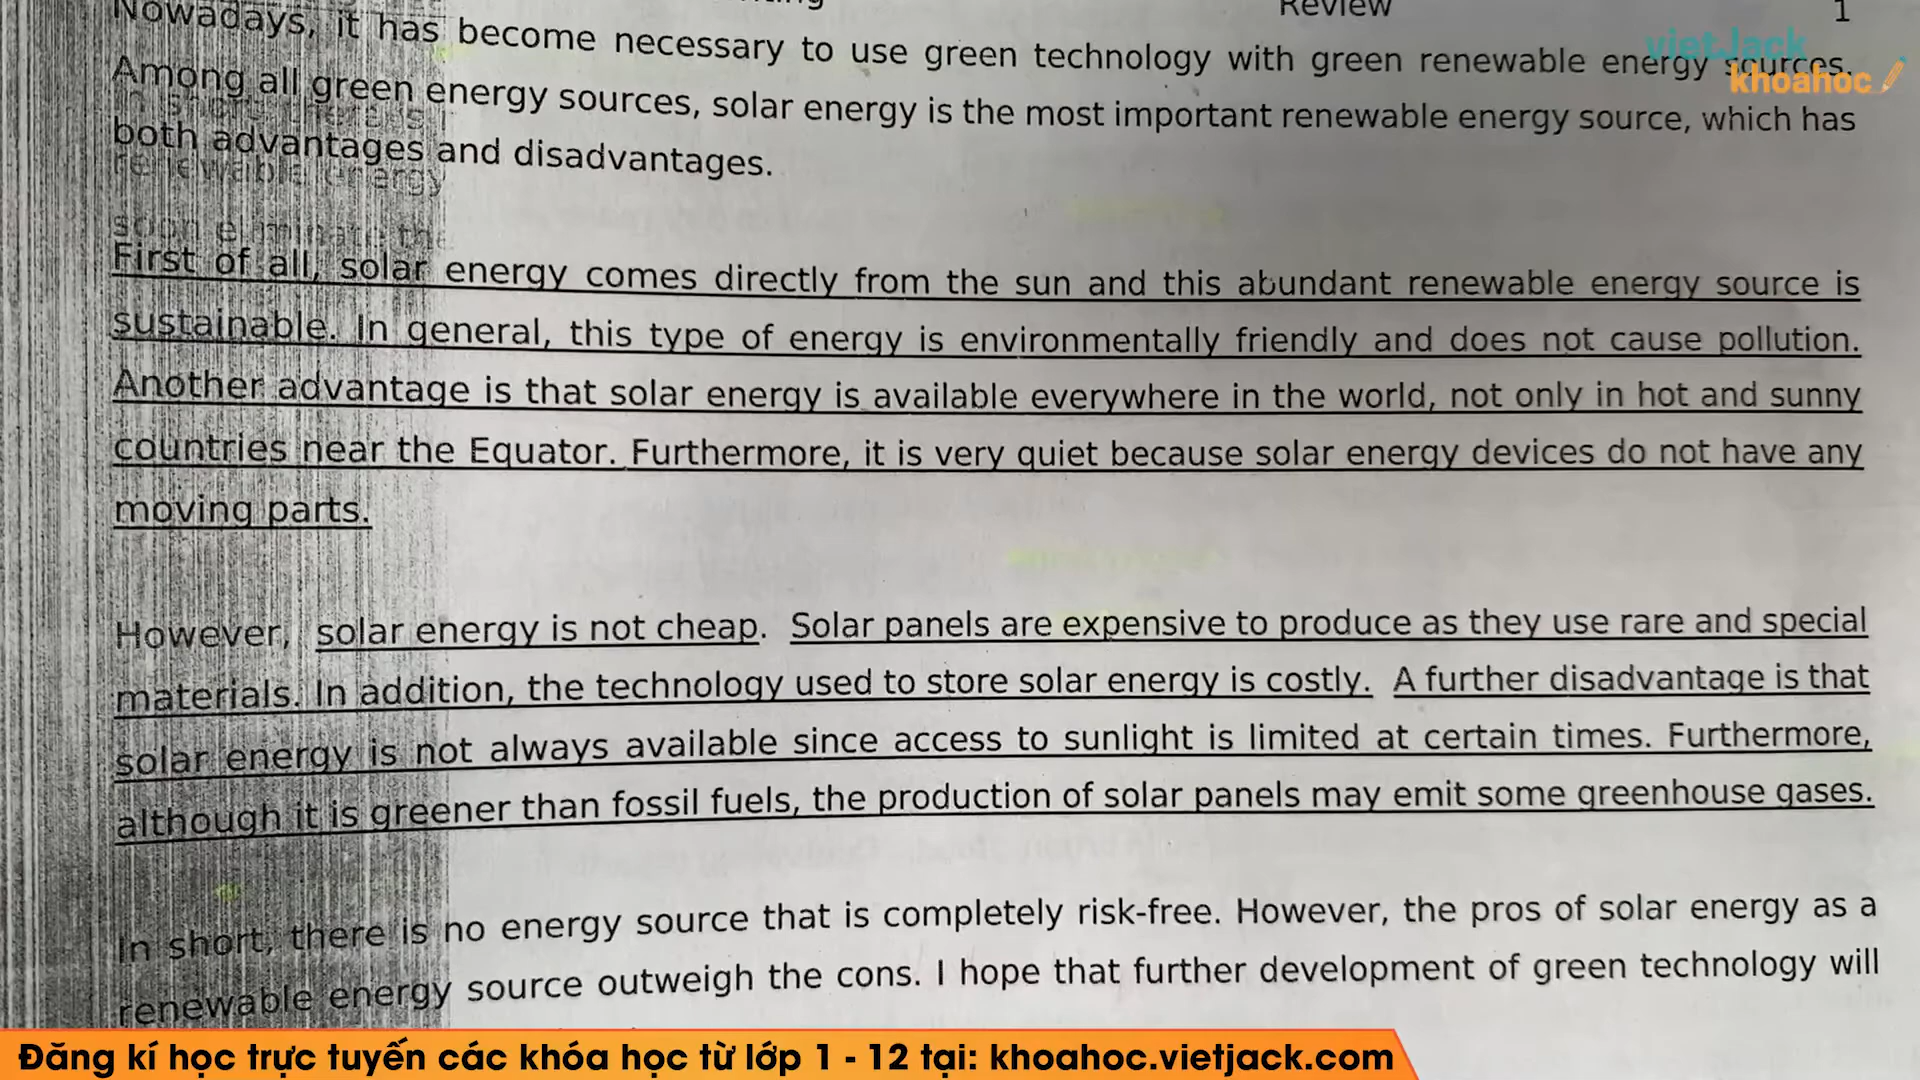 Review 1
Nowadays, it has become necessary to use green technology with green renewable energy sources.
vietJack
khoahoc
Among all green energy sources, solar energy is the most important renewable energy source, which has
both advantages and disadvantages.
renewable energy
soon eliminate the
First of all, solar energy comes directly from the sun and this abundant renewable energy source is
sustainable. In general, this type of energy is environmentally friendly and does not cause pollution.
Another advantage is that solar energy is available everywhere in the world, not only in hot and sunny
countries near the Equator. Furthermore, it is very quiet because solar energy devices do not have any
moving parts.
However, solar energy is not cheap. Solar panels are expensive to produce as they use rare and special
materials. In addition, the technology used to store solar energy is costly. A further disadvantage is that
solar energy is not always available since access to sunlight is limited at certain times. Furthermore,
although it is greener than fossil fuels, the production of solar panels may emit some greenhouse gases.
In short, there is no energy source that is completely risk-free. However, the pros of solar energy as a
renewable energy source outweigh the cons. I hope that further development of green technology will
Đăng kí học trực tuyến các khóa học từ lớp 1 - 12 tại: khoahoc.vietjack.com